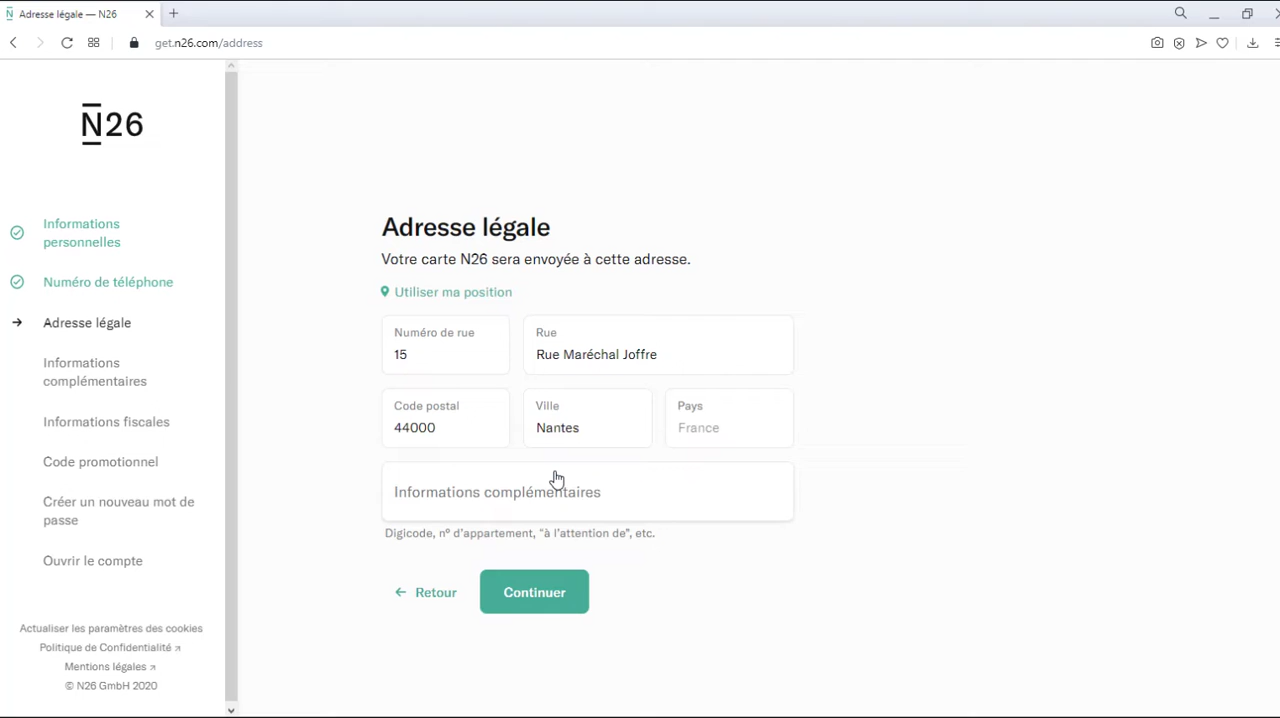 Adresse légale — N26
get.n26.com/address
N26
Informations
personnelles
Numéro de téléphone
Adresse légale
Informations
complémentaires
Informations fiscales
Code promotionnel
Créer un nouveau mot de
passe
Ouvrir le compte
Actualiser les paramètres des cookies
Politique de Confidentialité ↗
Mentions légales ↗
© N26 GmbH 2020
Adresse légale
Votre carte N26 sera envoyée à cette adresse.
Utiliser ma position
Numéro de rue
15
Rue
Rue Maréchal Joffre
Code postal
44000
Ville
Nantes
Pays
France
Informations complémentaires
Digicode, n° d'appartement, “à l'attention de”, etc.
← Retour
Continuer